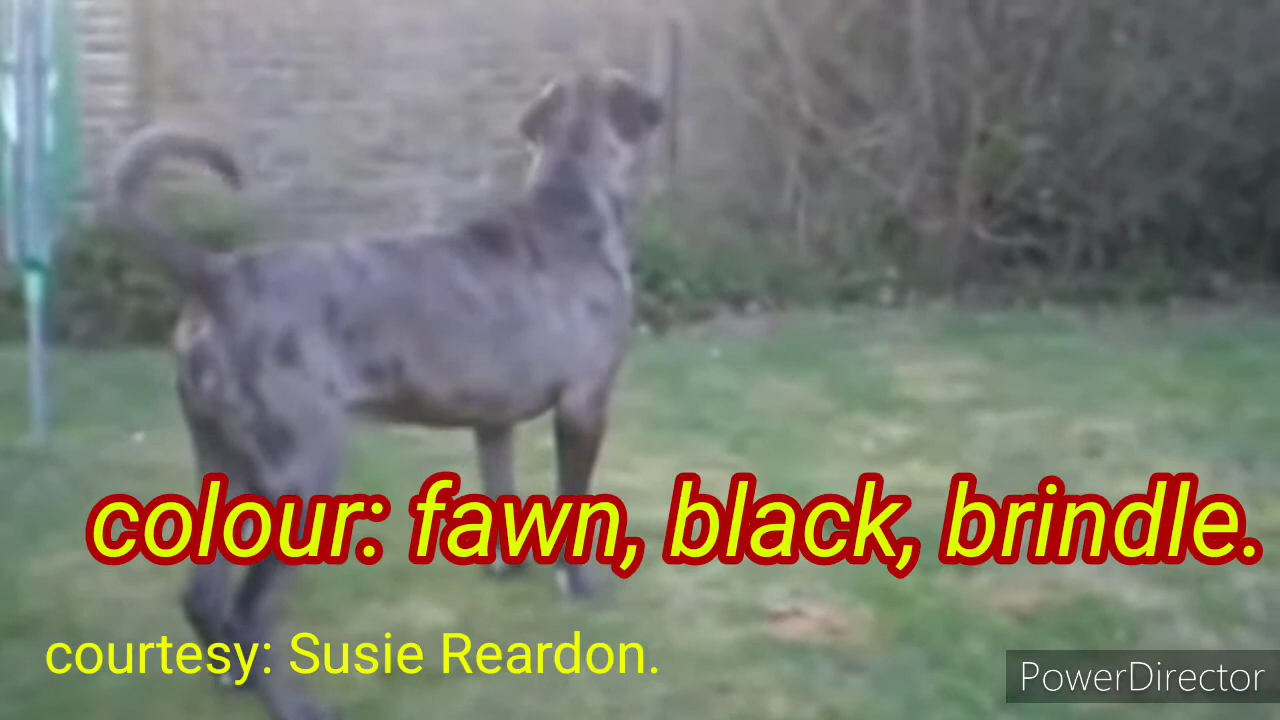 colour: fawn, black, brindle.
courtesy: Susie Reardon.
PowerDirector